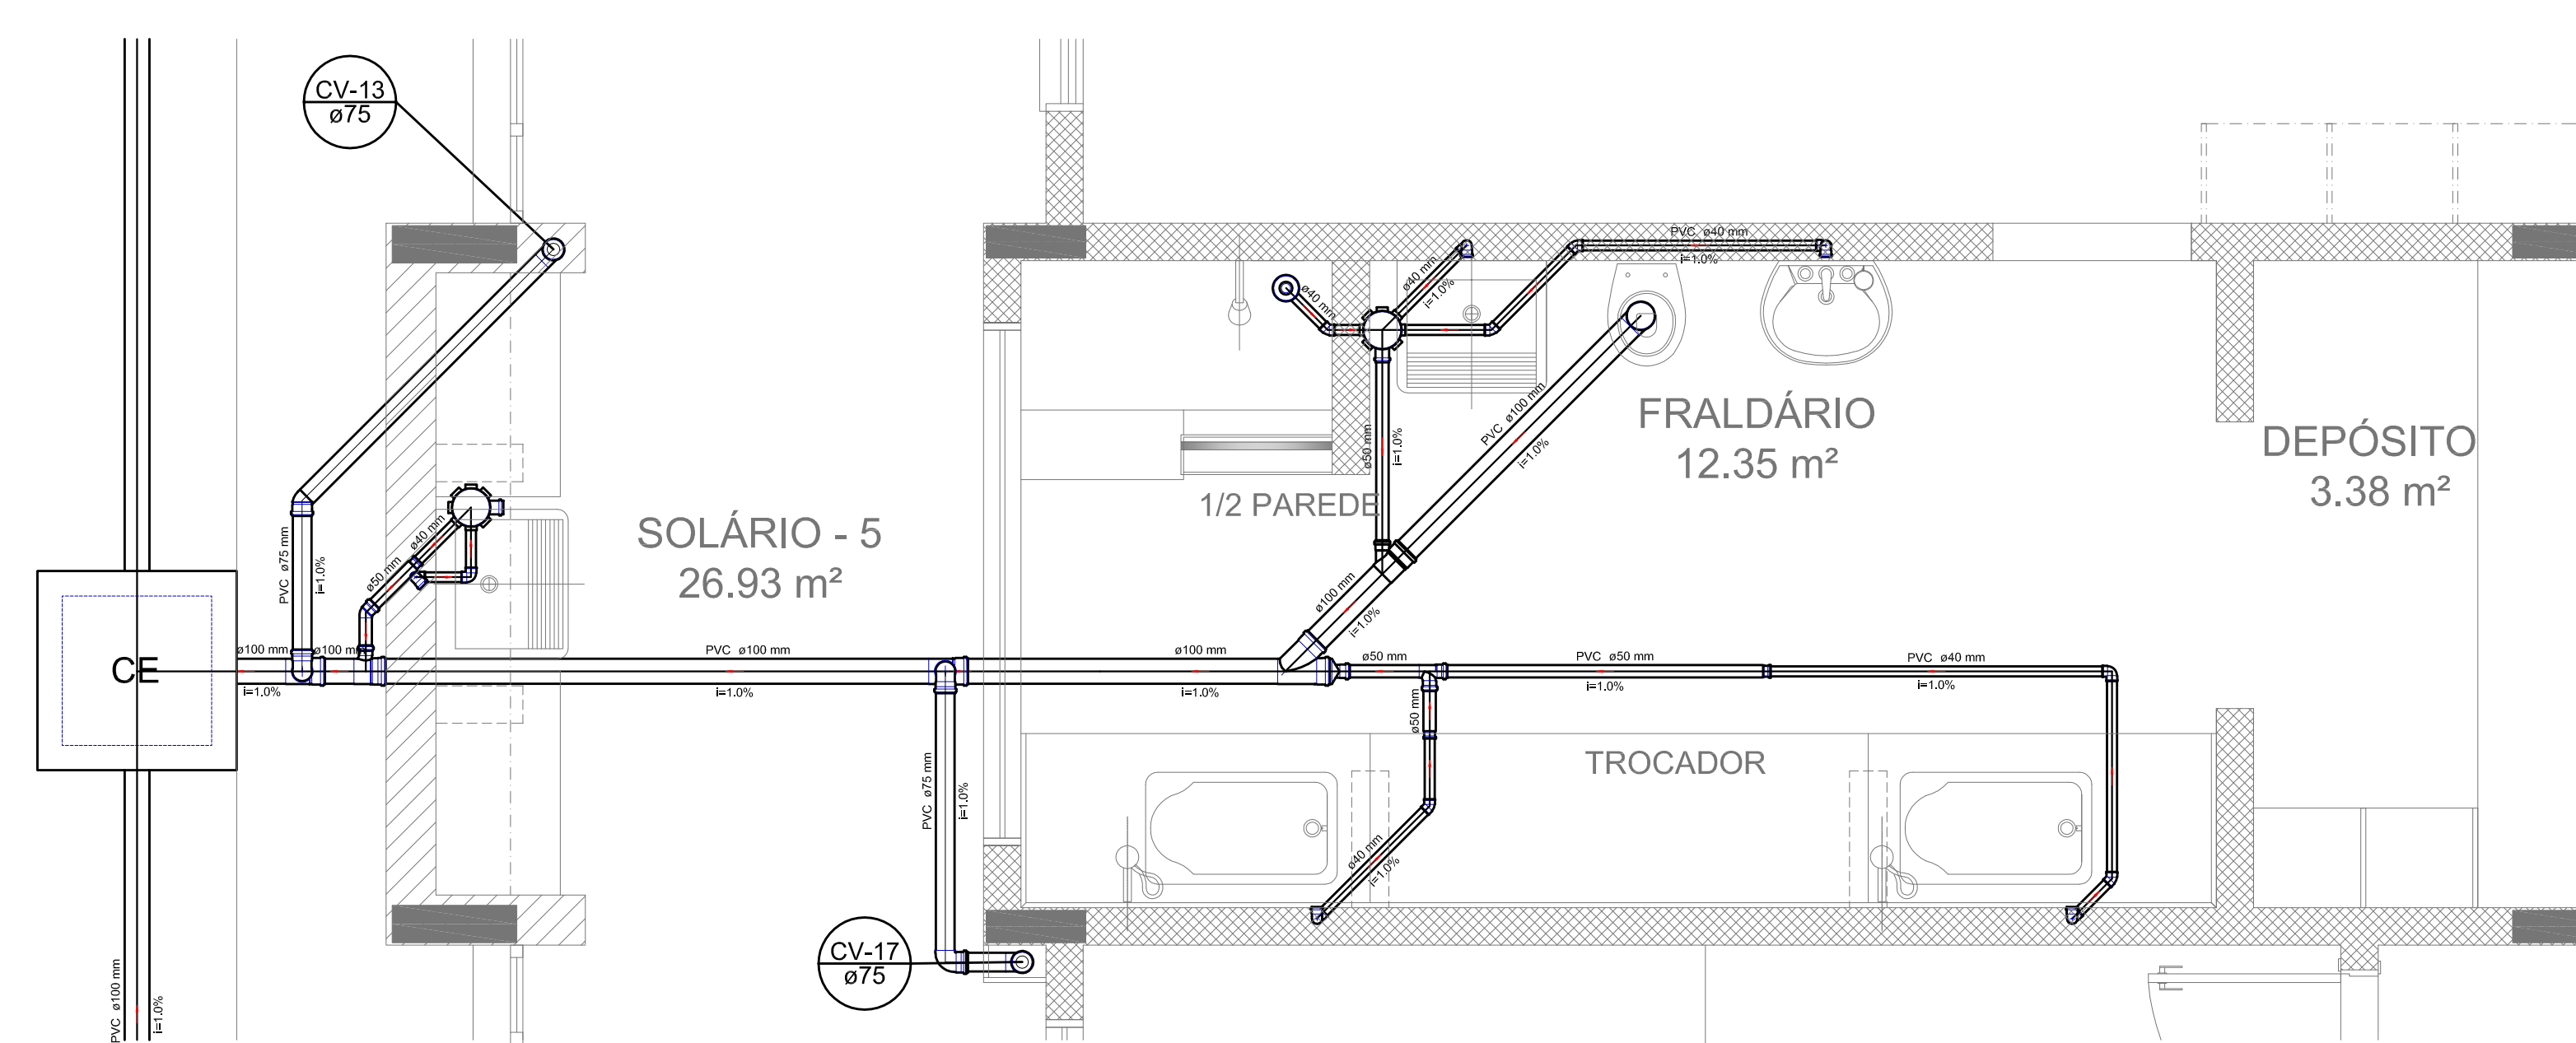 CV-13
ø75
PVC ø40 mm
i=1.0%
ø40 mm
i=1.0%
ø40 mm
FRALDÁRIO
12.35 m²
DEPÓSITO
3.38 m²
PVC ø100 mm
i=1.0%
ø50 mm
i=1.0%
1/2 PAREDE
SOLÁRIO - 5
26.93 m²
PVC ø75 mm
i=1.0%
ø40 mm
ø50 mm
ø100 mm
i=1.0%
CE
ø100 mm
i=1.0%
ø100 mm
PVC ø100 mm
i=1.0%
ø100 mm
i=1.0%
ø50 mm
PVC ø50 mm
i=1.0%
PVC ø40 mm
i=1.0%
ø50 mm
TROCADOR
PVC ø75 mm
i=1.0%
ø40 mm
i=1.0%
CV-17
ø75
PVC ø100 mm
i=1.0%